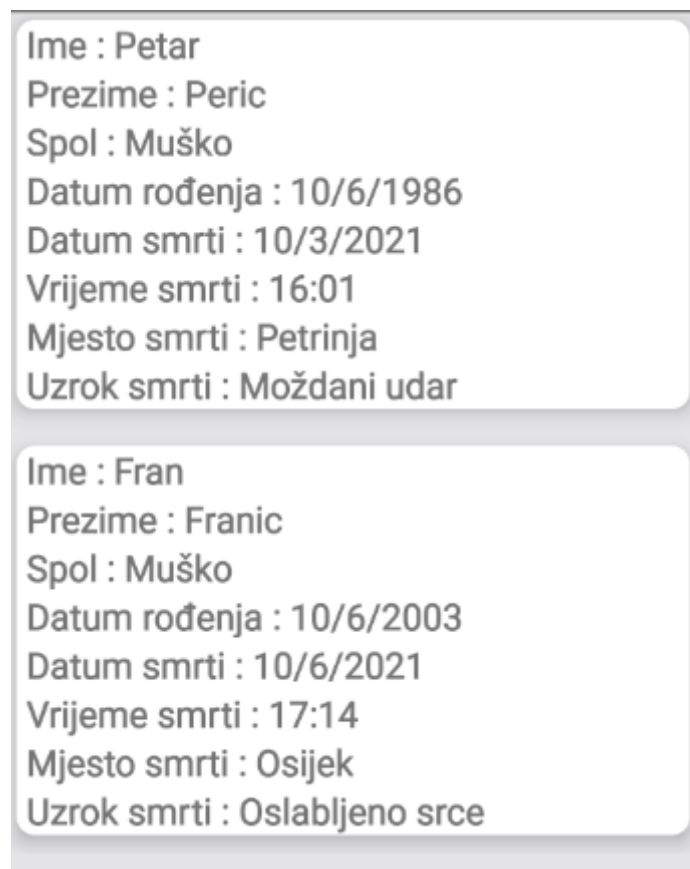 Ime : Petar
Prezime : Peric
Spol : Muško
Datum rođenja : 10/6/1986
Datum smrti : 10/3/2021
Vrijeme smrti : 16:01
Mjesto smrti : Petrinja
Uzrok smrti : Moždani udar
Ime : Fran
Prezime : Franic
Spol : Muško
Datum rođenja : 10/6/2003
Datum smrti : 10/6/2021
Vrijeme smrti : 17:14
Mjesto smrti : Osijek
Uzrok smrti : Oslabljeno srce